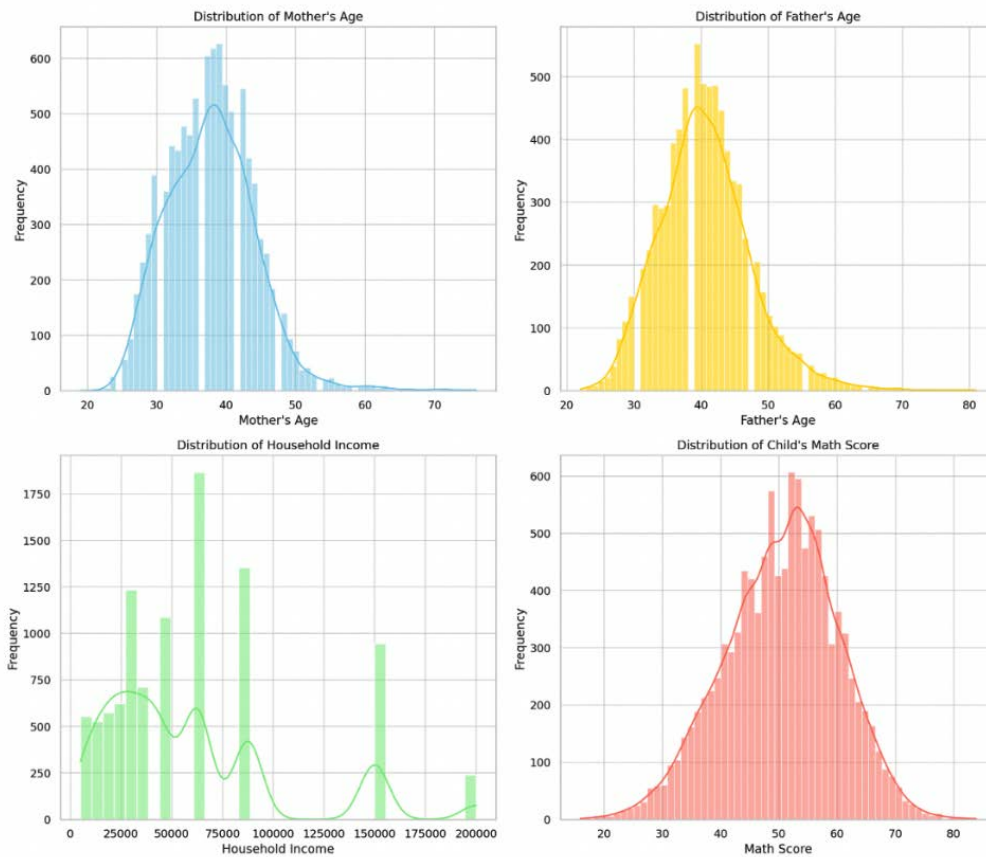 Distribution of Mother's Age
Frequency
600
500
400
300
200
100
0
20 30 40 50 60 70
Mother's Age
Distribution of Father's Age
Frequency
500
400
300
200
100
0
20 30 40 50 60 70 80
Father's Age
Distribution of Household Income
Frequency
1750
1500
1250
1000
750
500
250
0
0 25000 50000 75000 100000 125000 150000 175000 200000
Household Income
Distribution of Child's Math Score
Frequency
600
500
400
300
200
100
0
20 30 40 50 60 70 80
Math Score